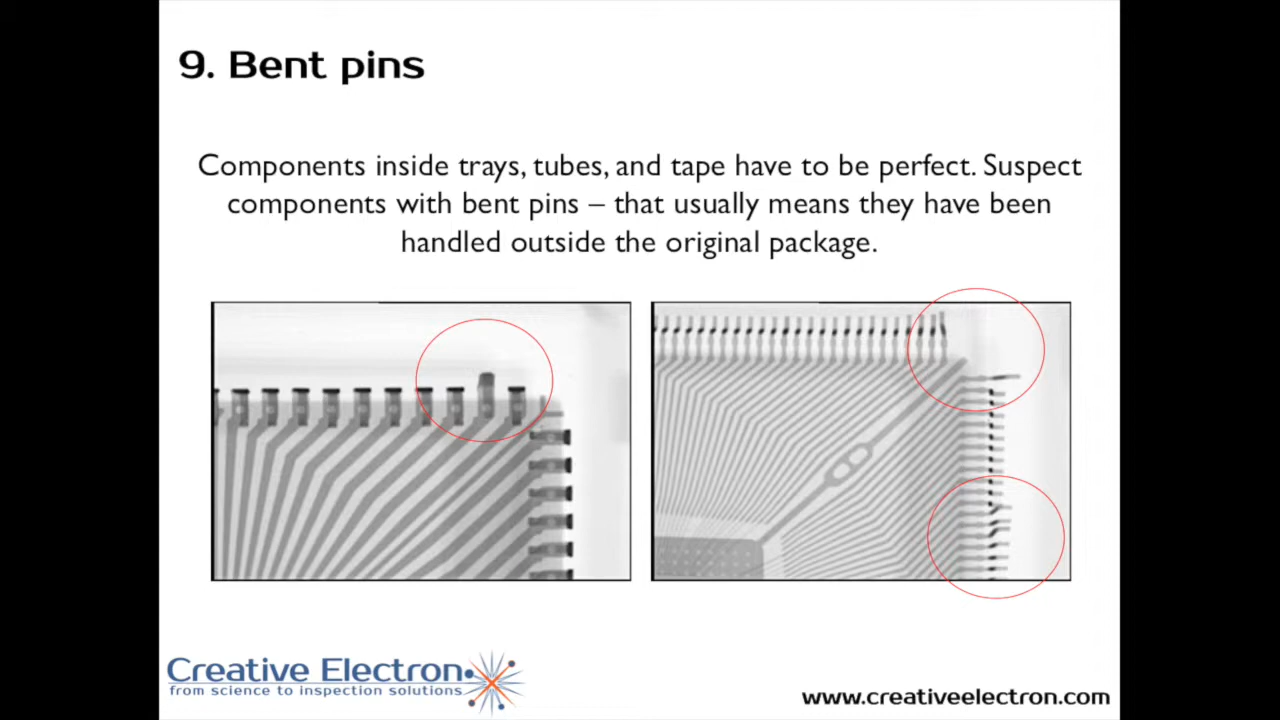 9. Bent pins
Components inside trays, tubes, and tape have to be perfect. Suspect
components with bent pins – that usually means they have been
handled outside the original package.
Creative Electron
from science to inspection solutions
www.creativeelectron.com